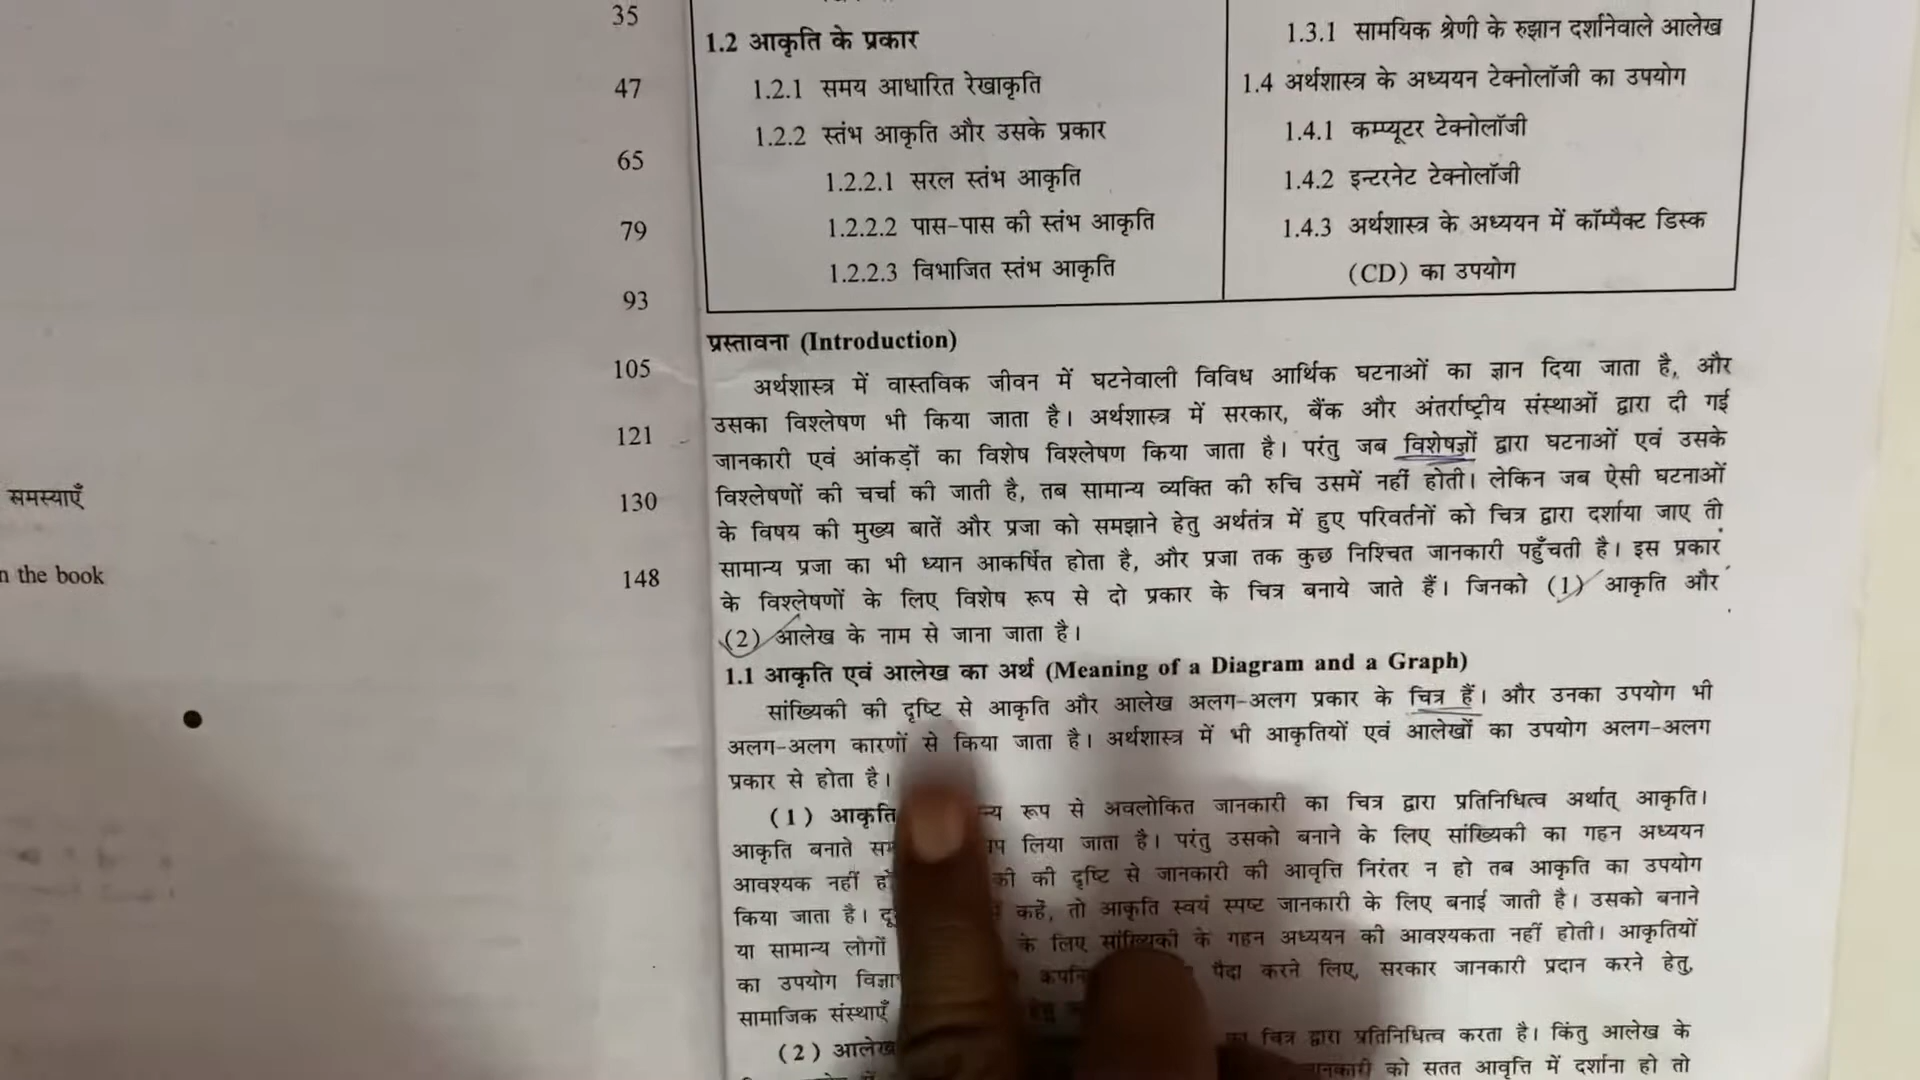 35
47
65
79
93
105
121
130
148
समस्याएँ
n the book
1.2 आकृति के प्रकार
1.2.1 समय आधारित रेखाकृति
1.2.2 स्तंभ आकृति और उसके प्रकार
1.2.2.1 सरल स्तंभ आकृति
1.2.2.2 पास-पास की स्तंभ आकृति
1.2.2.3 विभाजित स्तंभ आकृति
1.3.1 सामयिक श्रेणी के रुझान दर्शानेवाले आलेख
1.4 अर्थशास्त्र के अध्ययन टेक्नोलॉजी का उपयोग
1.4.1 कम्प्यूटर टेक्नोलॉजी
1.4.2 इन्टरनेट टेक्नोलॉजी
1.4.3 अर्थशास्त्र के अध्ययन में कॉम्पैक्ट डिस्क
(CD) का उपयोग
प्रस्तावना (Introduction)
अर्थशास्त्र में वास्तविक जीवन में घटनेवाली विविध आर्थिक घटनाओं का ज्ञान दिया जाता है, और
उसका विश्लेषण भी किया जाता है। अर्थशास्त्र में सरकार, बैंक और अंतर्राष्ट्रीय संस्थाओं द्वारा दी गई
जानकारी एवं आंकड़ों का विशेष विश्लेषण किया जाता है। परंतु जब विशेषज्ञों द्वारा घटनाओं एवं उसके
विश्लेषणों की चर्चा की जाती है, तब सामान्य व्यक्ति की रुचि उसमें नहीं होती। लेकिन जब ऐसी घटनाओं
के विषय की मुख्य बातें और प्रजा को समझाने हेतु अर्थतंत्र में हुए परिवर्तनों को चित्र द्वारा दर्शाया जाए तो
सामान्य प्रजा का भी ध्यान आकर्षित होता है, और प्रजा तक कुछ निश्चित जानकारी पहुँचती है। इस प्रकार
के विश्लेषणों के लिए विशेष रूप से दो प्रकार के चित्र बनाये जाते हैं। जिनको (1) आकृति और
(2) आलेख के नाम से जाना जाता है।
1.1 आकृति एवं आलेख का अर्थ (Meaning of a Diagram and a Graph)
सांख्यिकी की दृष्टि से आकृति और आलेख अलग-अलग प्रकार के चित्र हैं। और उनका उपयोग भी
अलग-अलग कारणों से किया जाता है। अर्थशास्त्र में भी आकृतियों एवं आलेखों का उपयोग अलग-अलग
प्रकार से होता है।
(1) आकृति रूप से अवलोकित जानकारी का चित्र द्वारा प्रतिनिधित्व अर्थात् आकृति।
आकृति बनाते लिया जाता है। परंतु उसको बनाने के लिए सांख्यिकी का गहन अध्ययन
आवश्यक नहीं की दृष्टि से जानकारी की आवृत्ति निरंतर न हो तब आकृति का उपयोग
किया जाता है। कहें, तो आकृति स्वयं स्पष्ट जानकारी के लिए बनाई जाती है। उसको बनाने
या सामान्य लोगों के लिए सांख्यिकी के गहन अध्ययन की आवश्यकता नहीं होती। आकृतियों
का उपयोग पैदा करने लिए, सरकार जानकारी प्रदान करने हेतु,
सामाजिक संस्थाएँ
(2) आलेख चित्र द्वारा प्रतिनिधित्व करता है। किंतु आलेख के
को सतत आवृत्ति में दर्शाना हो तो